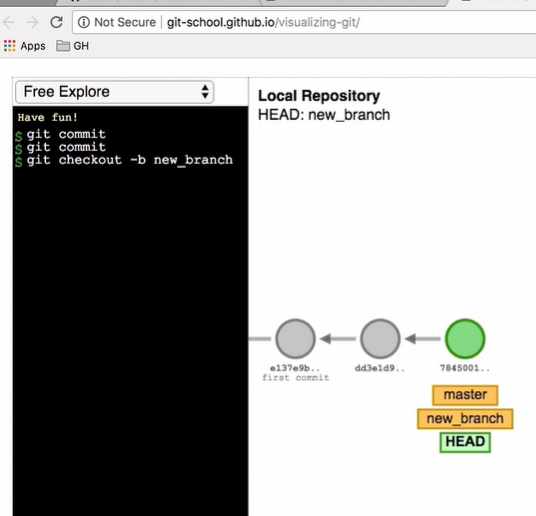 Not Secure | git-school.github.io/visualizing-git/
Apps GH
Free Explore
Have fun!
$ git commit
$ git commit
$ git checkout -b new_branch
Local Repository
HEAD: new_branch
e137e9b.. dd3e1d9.. 7845001..
first commit
master
new_branch
HEAD